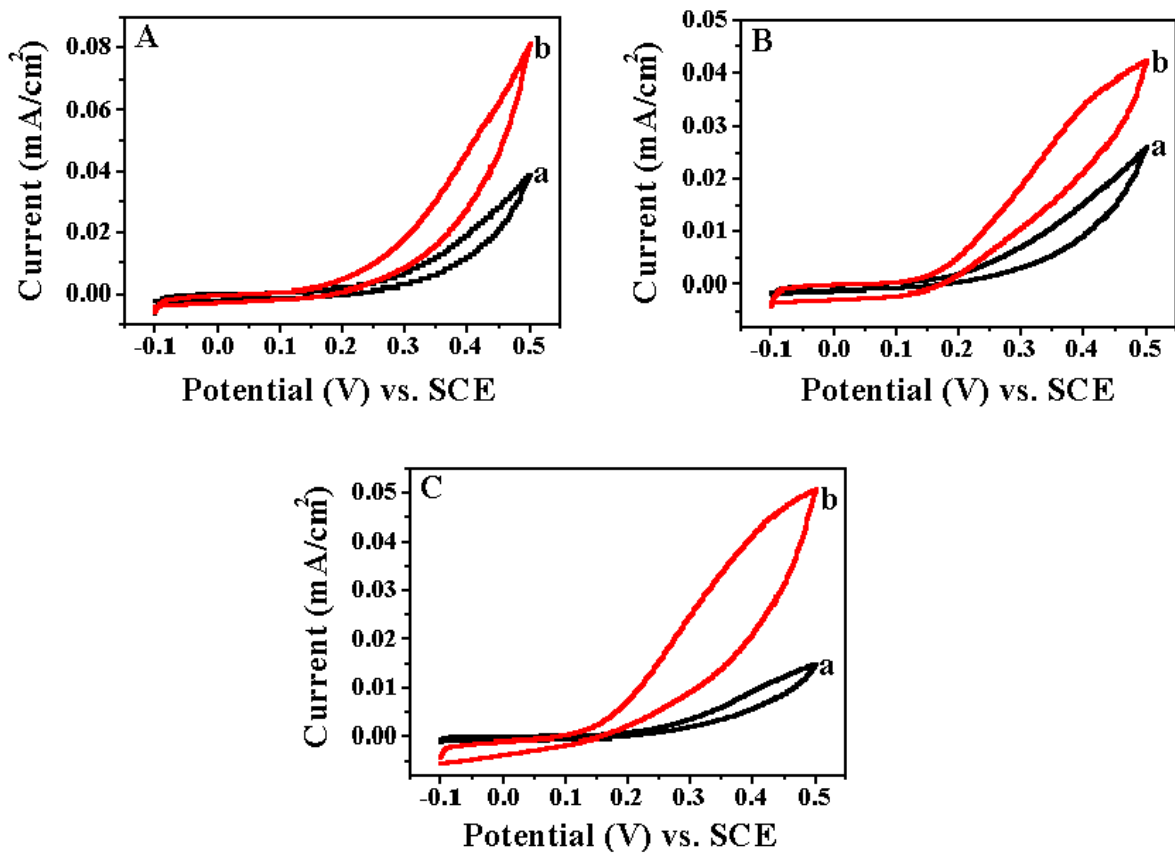 A
b
a
Current (mA/cm²)
0.08
0.06
0.04
0.02
0.00
-0.1 0.0 0.1 0.2 0.3 0.4 0.5
Potential (V) vs. SCE
B
b
a
Current (mA/cm²)
0.05
0.04
0.03
0.02
0.01
0.00
-0.1 0.0 0.1 0.2 0.3 0.4 0.5
Potential (V) vs. SCE
C
b
a
Current (mA/cm²)
0.05
0.04
0.03
0.02
0.01
0.00
-0.1 0.0 0.1 0.2 0.3 0.4 0.5
Potential (V) vs. SCE